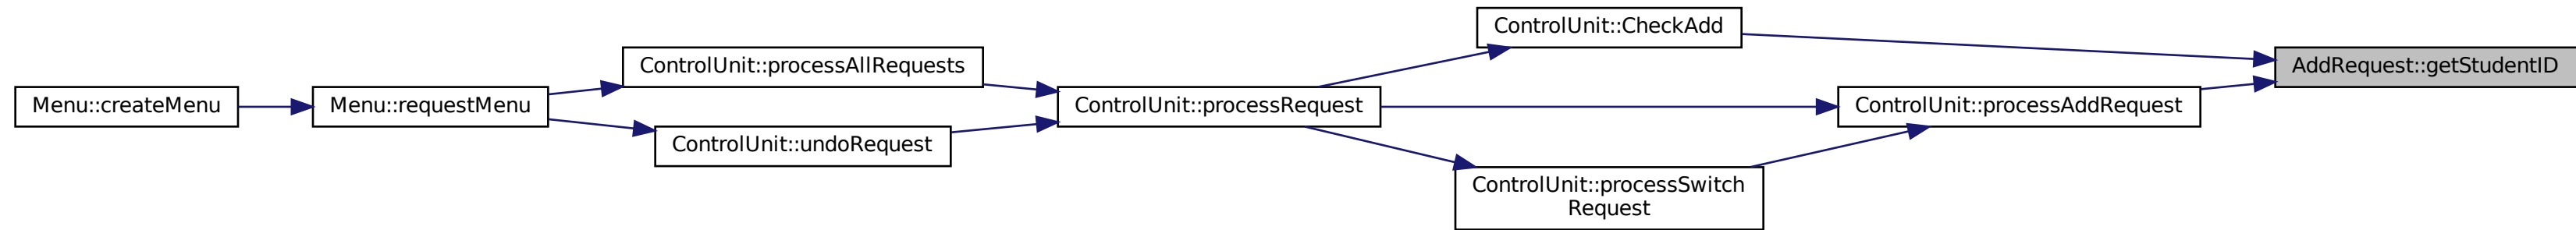 Menu::createMenu
Menu::requestMenu
ControlUnit::processAllRequests
ControlUnit::undoRequest
ControlUnit::processRequest
ControlUnit::CheckAdd
ControlUnit::processAddRequest
ControlUnit::processSwitch
Request
AddRequest::getStudentID